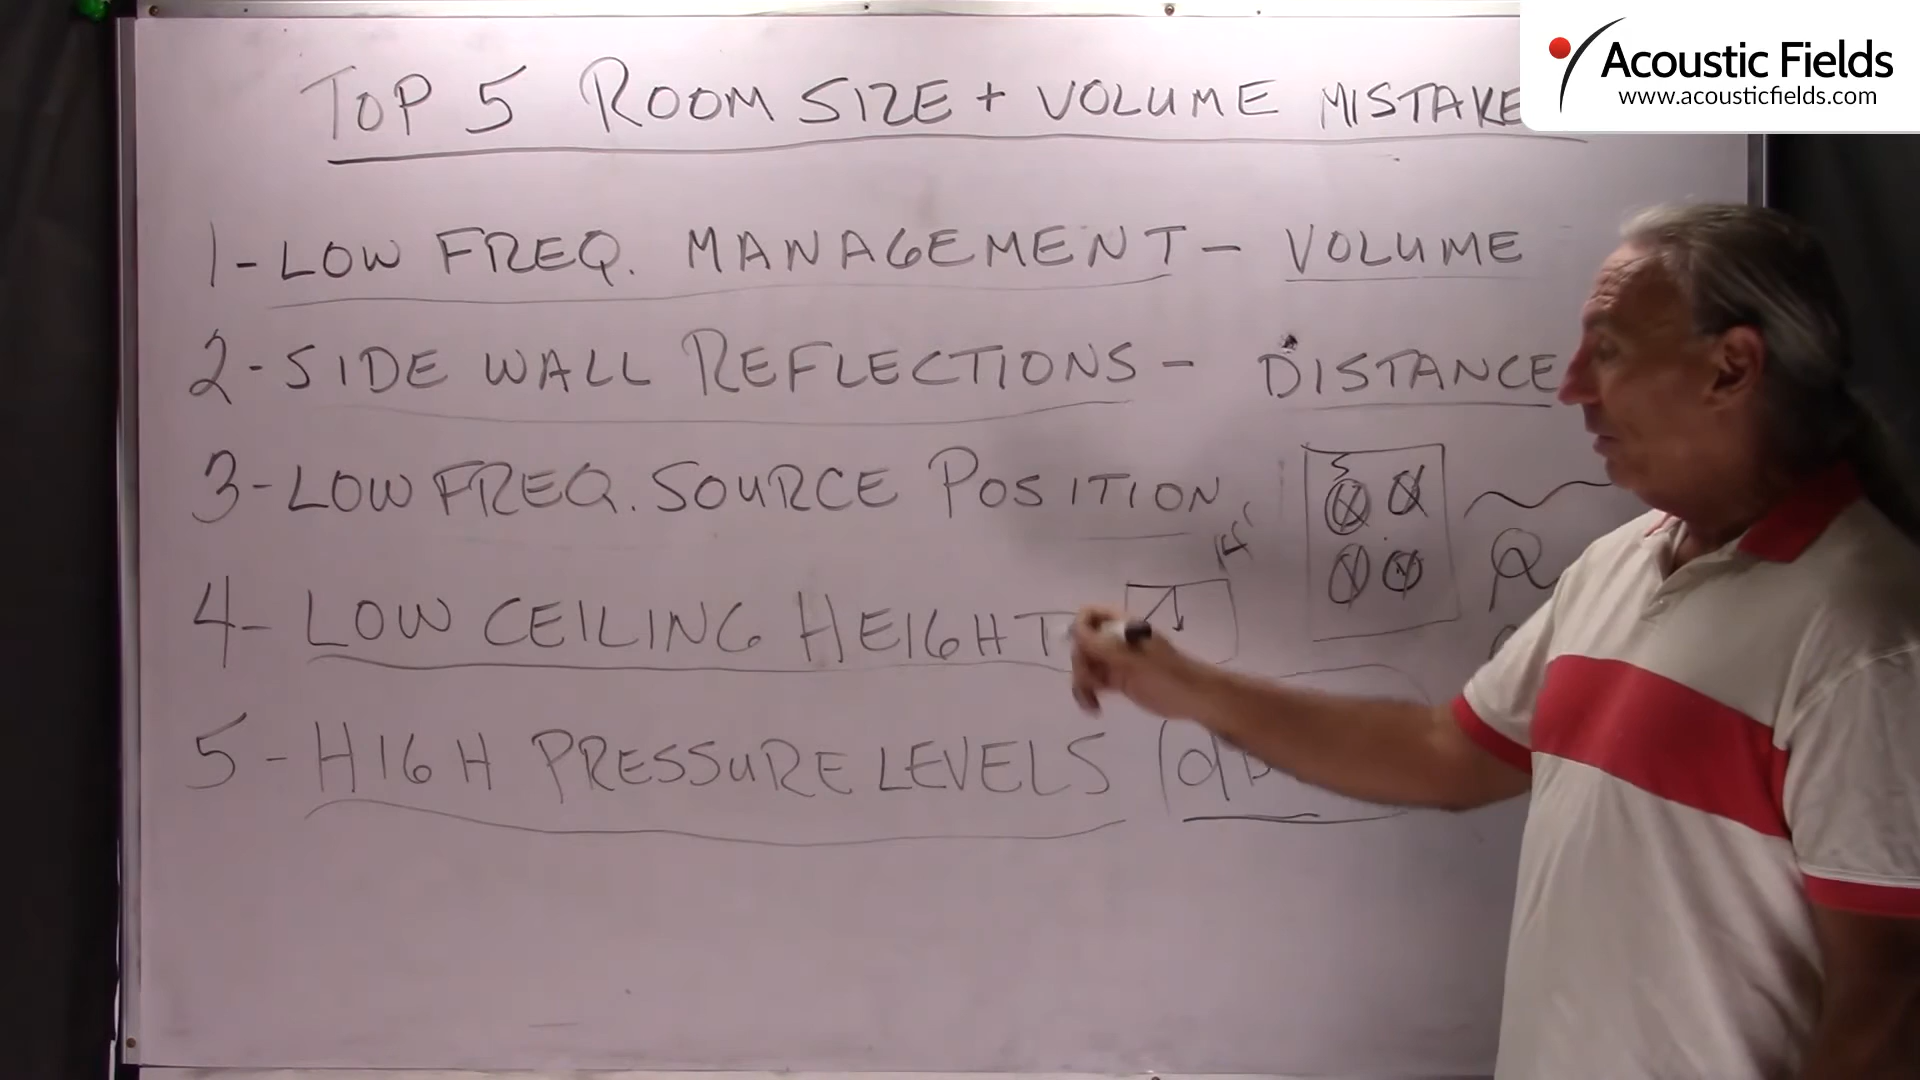 Acoustic Fields
www.acousticfields.com
TOP 5 ROOM SIZE + VOLUME MISTAKE
1 - LOW FREQ. MANAGEMENT - VOLUME
2 - SIDE WALL REFLECTIONS - DISTANCE
3 - LOW FREQ. SOURCE POSITION
4 - LOW CEILING HEIGHT
5 - HIGH PRESSURE LEVELS (db